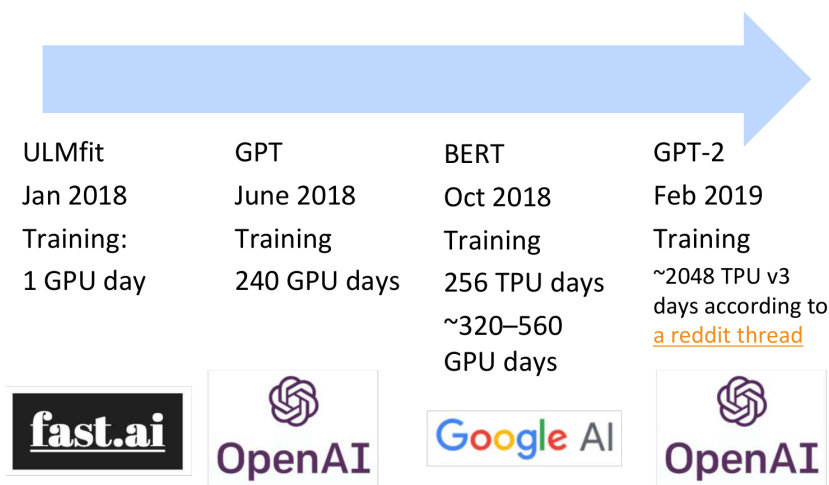 ULMfit
Jan 2018
Training:
1 GPU day
GPT
June 2018
Training
240 GPU days
BERT
Oct 2018
Training
256 TPU days
~320–560
GPU days
GPT-2
Feb 2019
Training
~2048 TPU v3
days according to
a reddit thread
fast.ai
OpenAI
Google AI
OpenAI